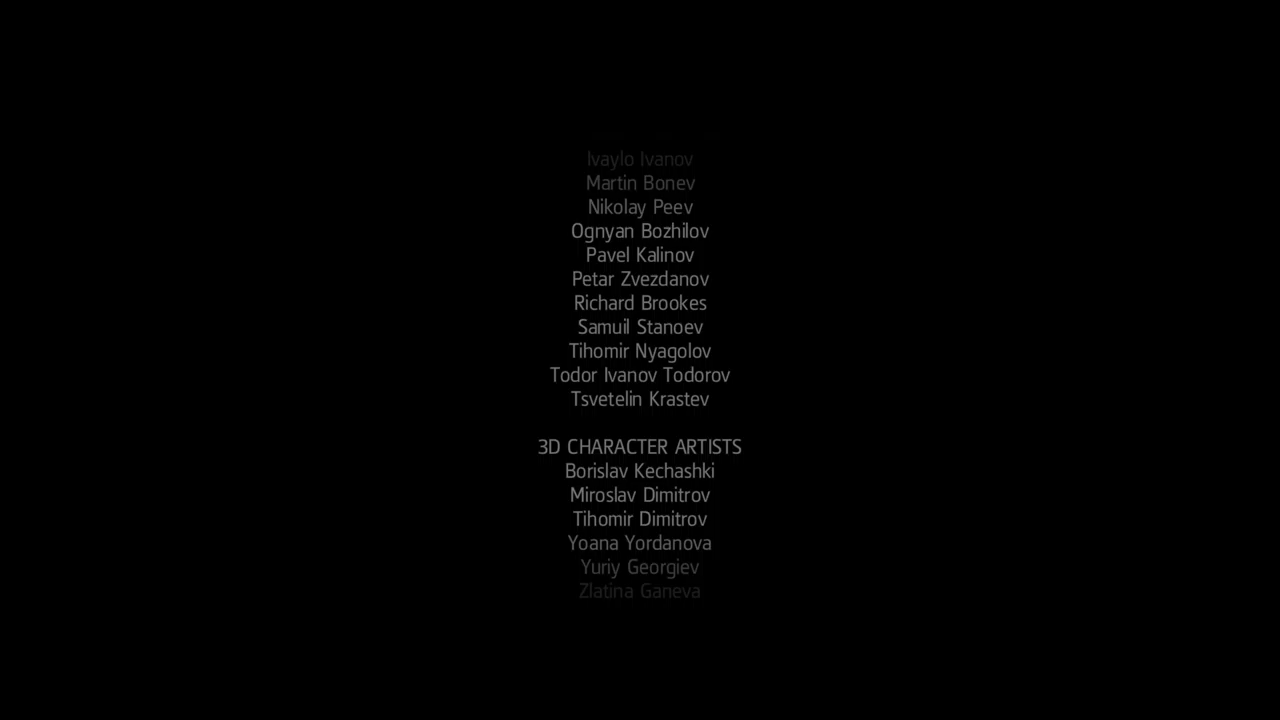 Ivaylo Ivanov
Martin Bonev
Nikolay Peev
Ognyan Bozhilov
Pavel Kalinov
Petar Zvezdanov
Richard Brookes
Samuil Stanoev
Tihomir Nyagolov
Todor Ivanov Todorov
Tsvetelin Krastev
3D CHARACTER ARTISTS
Borislav Kechashki
Miroslav Dimitrov
Tihomir Dimitrov
Yoana Yordanova
Yuriy Georgiev
Zlatina Ganeva